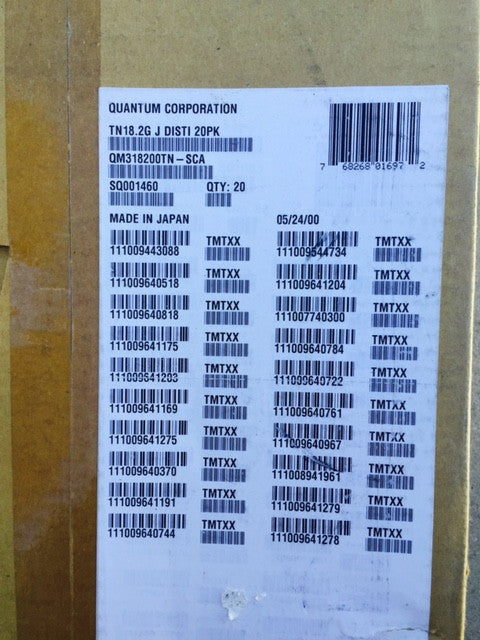 QUANTUM CORPORATION
TN18.2G J DISTI 20PK
QM318200TN-SCA
SQ001460 QTY: 20
7 68268 01697 2
MADE IN JAPAN 05/24/00
111009443088 TMTXX 111009544734 TMTXX
111009640518 TMTXX 111009641204 TMTXX
111009640818 TMTXX 111007740300 TMTXX
111009641175 TMTXX 111009640784 TMTXX
111009641203 TMTXX 111009640722 TMTXX
111009641169 TMTXX 111009640761 TMTXX
111009641275 TMTXX 111009640967 TMTXX
111009640370 TMTXX 111008941961 TMTXX
111009641191 TMTXX 111009641279 TMTXX
111009640744 TMTXX 111009641278 TMTXX